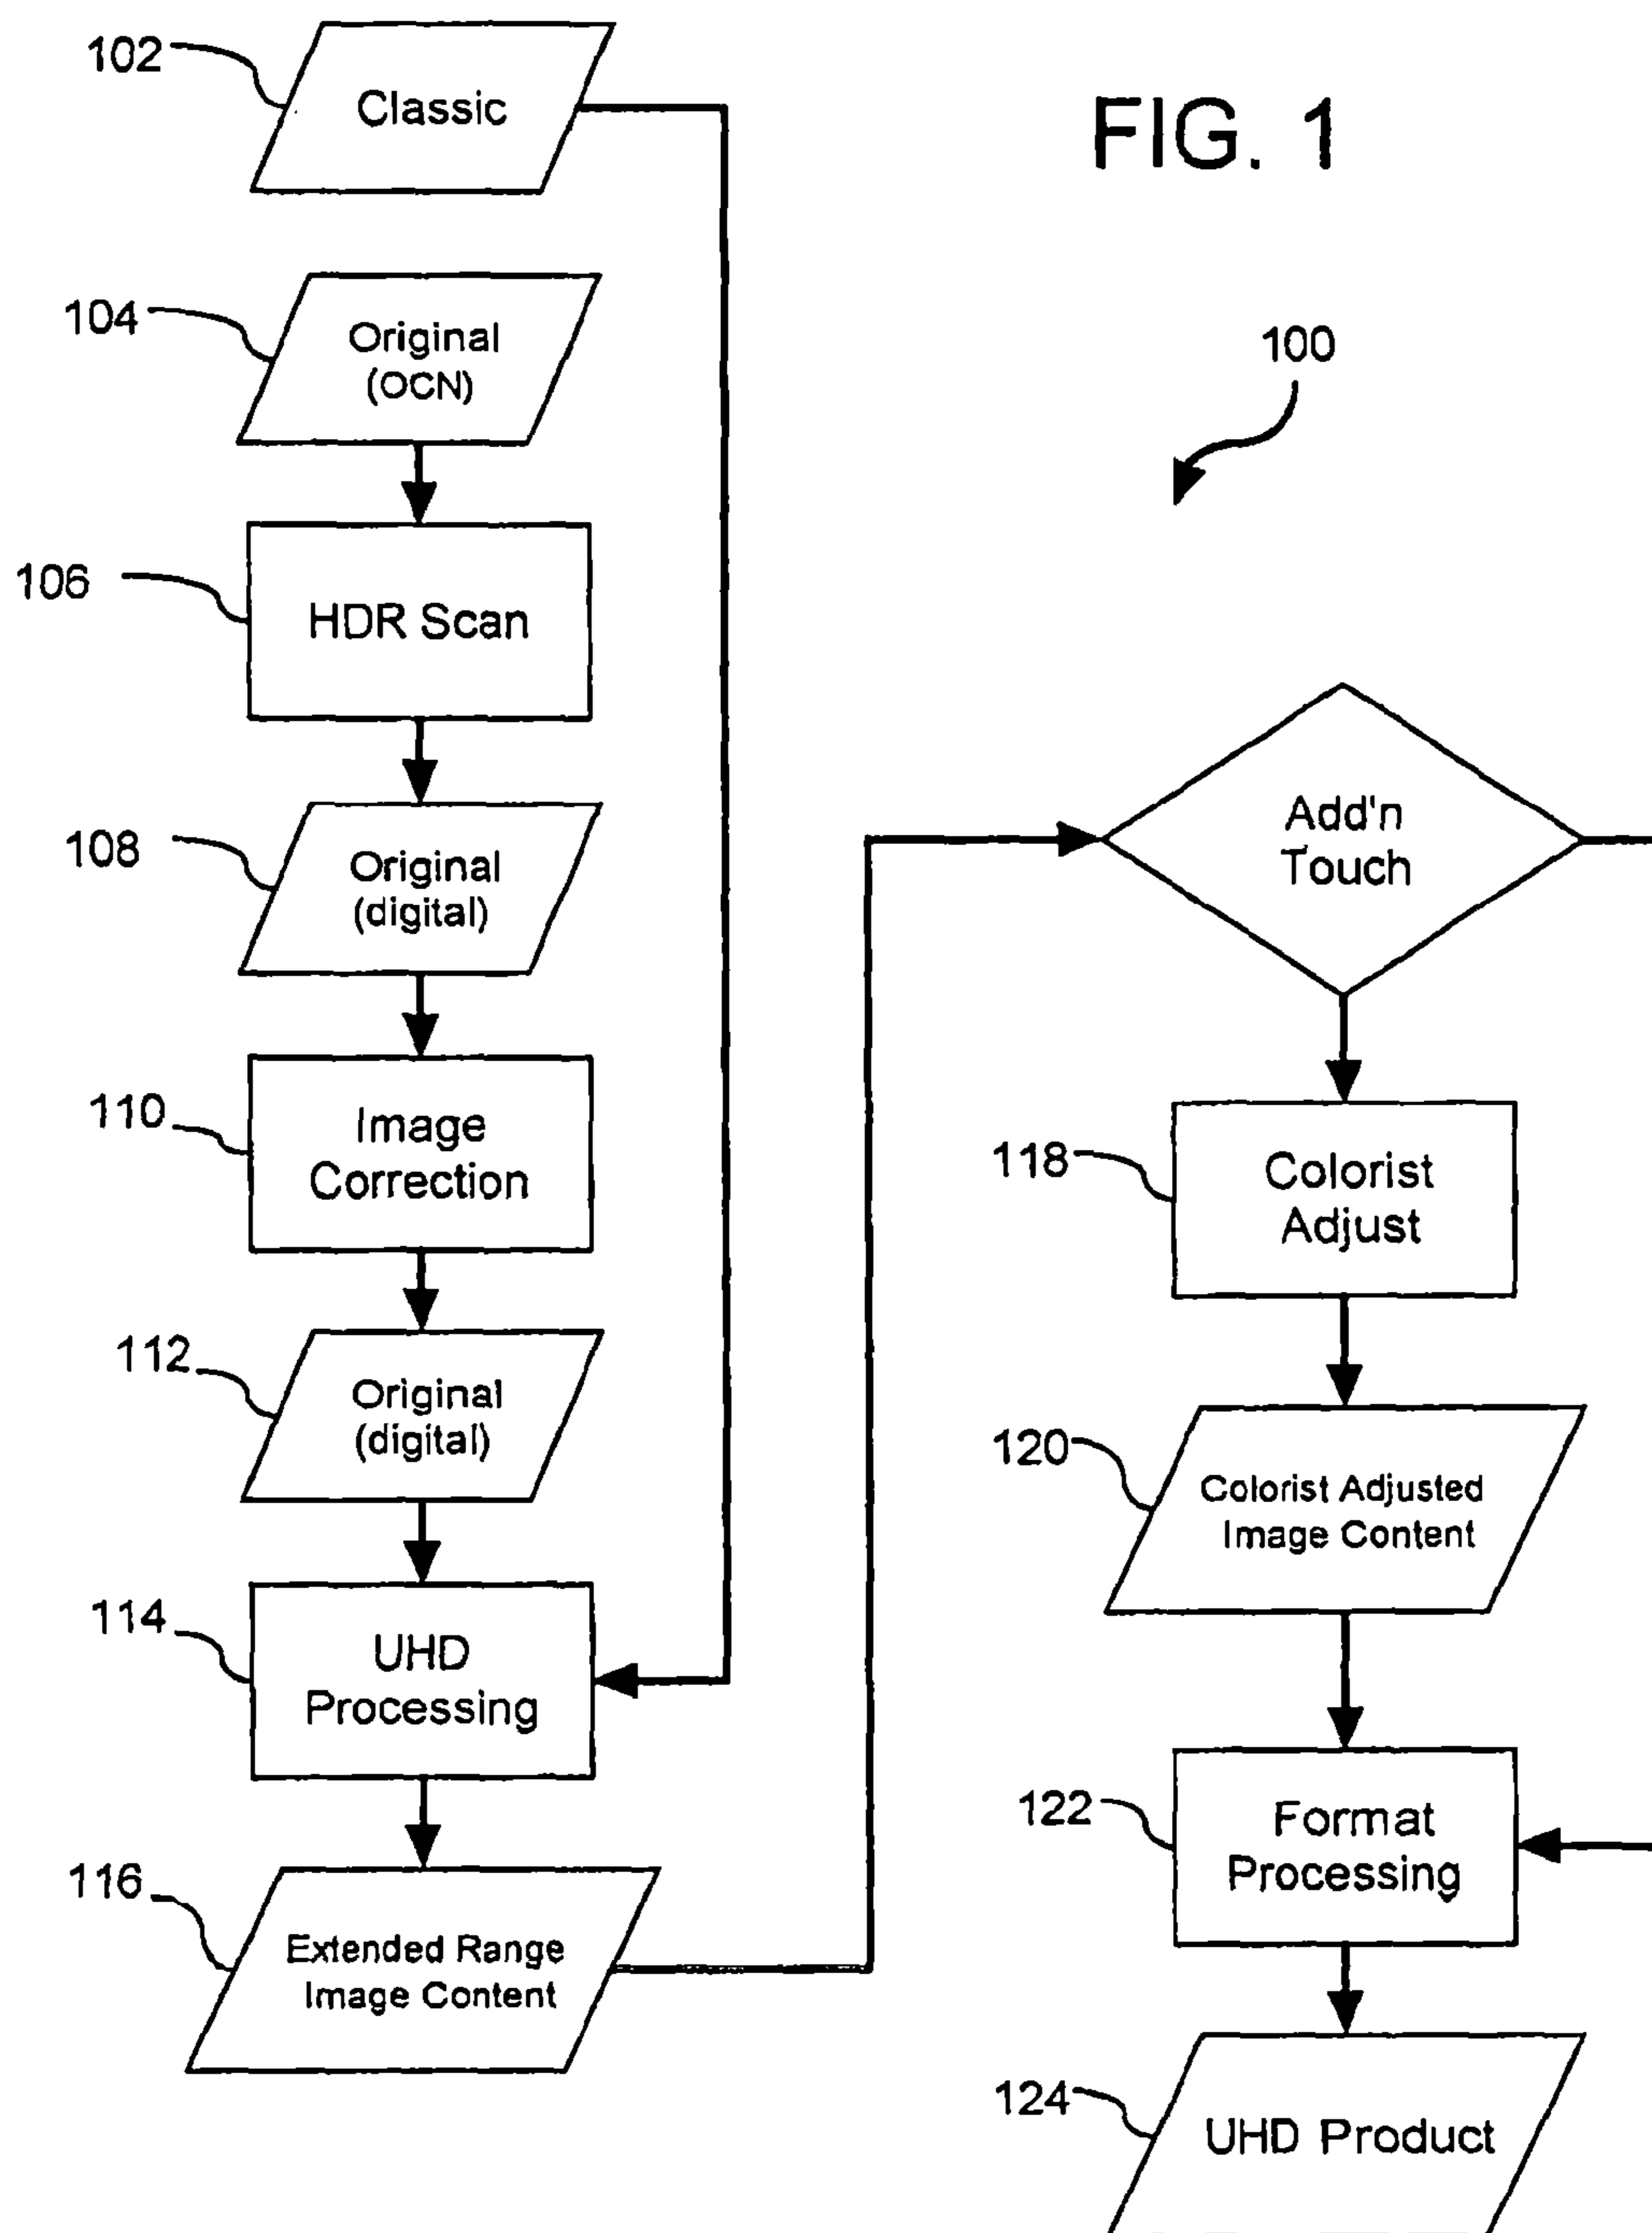 FIG. 1
100
102
Classic
104
Original
(OCN)
106
HDR Scan
108
Original
(digital)
110
Image
Correction
112
Original
(digital)
114
UHD
Processing
116
Extended Range
Image Content
Add'n
Touch
118
Colorist
Adjust
120
Colorist Adjusted
Image Content
122
Format
Processing
124
UHD Product